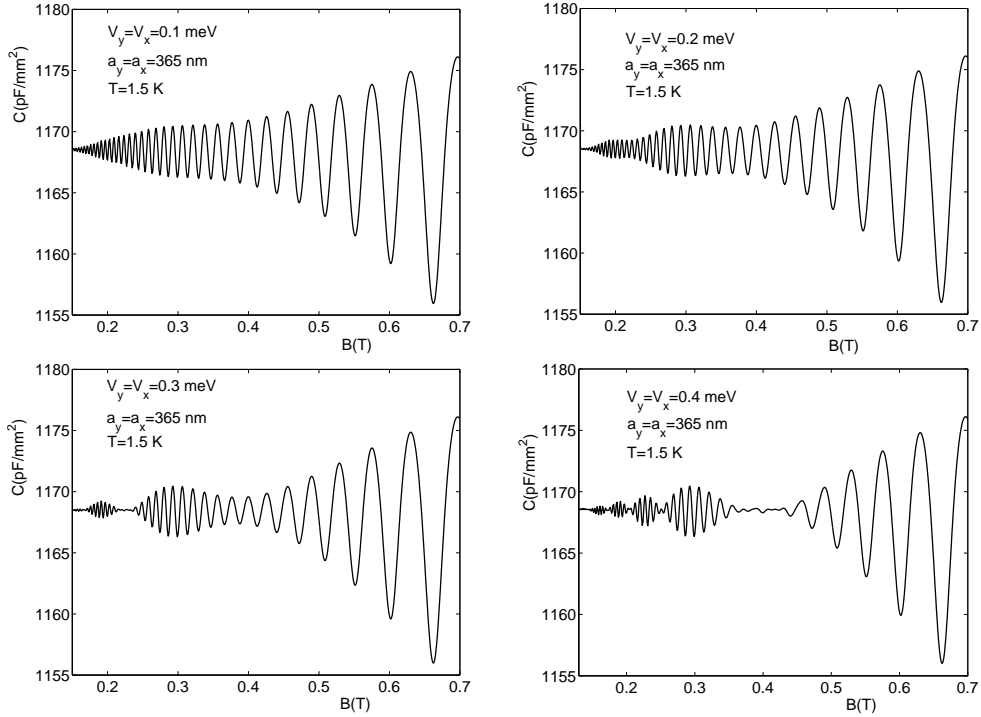 1180
V_y=V_x=0.1 meV
a_y=a_x=365 nm
T=1.5 K
C(pF/mm²)
1175
1170
1165
1160
1155
0.2 0.3 0.4 0.5 0.6 0.7
B(T)
1180
V_y=V_x=0.2 meV
a_y=a_x=365 nm
T=1.5 K
C(pF/mm²)
1175
1170
1165
1160
1155
0.2 0.3 0.4 0.5 0.6 0.7
B(T)
1180
V_y=V_x=0.3 meV
a_y=a_x=365 nm
T=1.5 K
C(pF/mm²)
1175
1170
1165
1160
1155
0.2 0.3 0.4 0.5 0.6 0.7
B(T)
1180
V_y=V_x=0.4 meV
a_y=a_x=365 nm
T=1.5 K
C(pF/mm²)
1175
1170
1165
1160
1155
0.2 0.3 0.4 0.5 0.6 0.7
B(T)